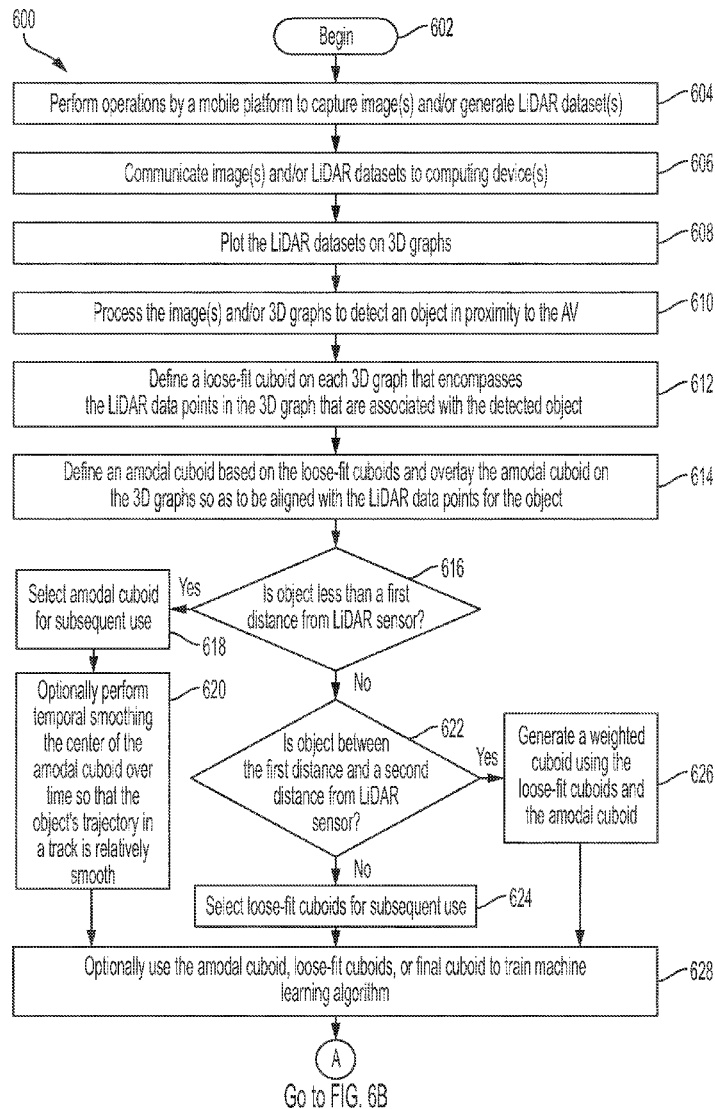 600
Begin
602
Perform operations by a mobile platform to capture image(s) and/or generate LiDAR dataset(s)
604
Communicate image(s) and/or LiDAR datasets to computing device(s)
606
Plot the LiDAR datasets on 3D graphs
608
Process the image(s) and/or 3D graphs to detect an object in proximity to the AV
610
Define a loose-fit cuboid on each 3D graph that encompasses
the LiDAR data points in the 3D graph that are associated with the detected object
612
Define an amodal cuboid based on the loose-fit cuboids and overlay the amodal cuboid on
the 3D graphs so as to be aligned with the LiDAR data points for the object
614
616
Is object less than a first
distance from LiDAR sensor?
Yes
Select amodal cuboid
for subsequent use
618
No
620
Optionally perform
temporal smoothing
the center of the
amodal cuboid over
time so that the
object's trajectory in
a track is relatively
smooth
622
Is object between
the first distance and a second
distance from LiDAR
sensor?
Yes
Generate a weighted
cuboid using the
loose-fit cuboids and
the amodal cuboid
626
No
Select loose-fit cuboids for subsequent use
624
Optionally use the amodal cuboid, loose-fit cuboids, or final cuboid to train machine
learning algorithm
628
A
Go to FIG. 6B